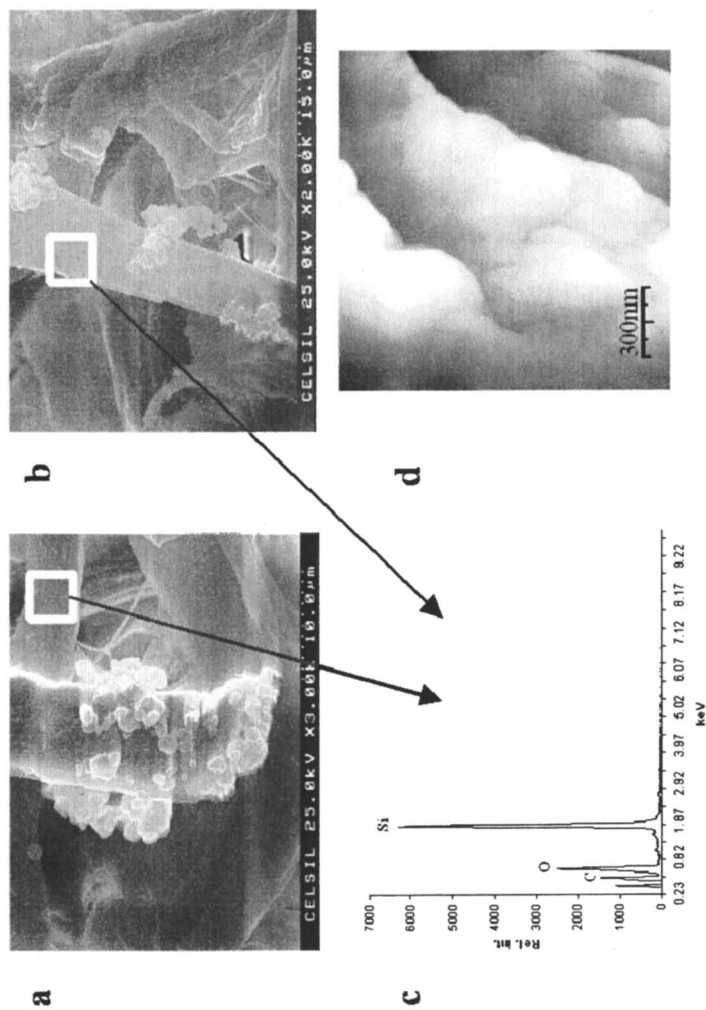 a
CELSIL 25.0kV X3.00K 10.0µm
b
CELSIL 25.0kV X2.00K 15.0µm
c
Rel. int.
7000
6000
5000
4000
3000
2000
1000
0
Si
O
C
0.23 0.82 1.87 2.92 3.97 5.02 6.07 7.12 8.17 9.22
keV
d
300nm